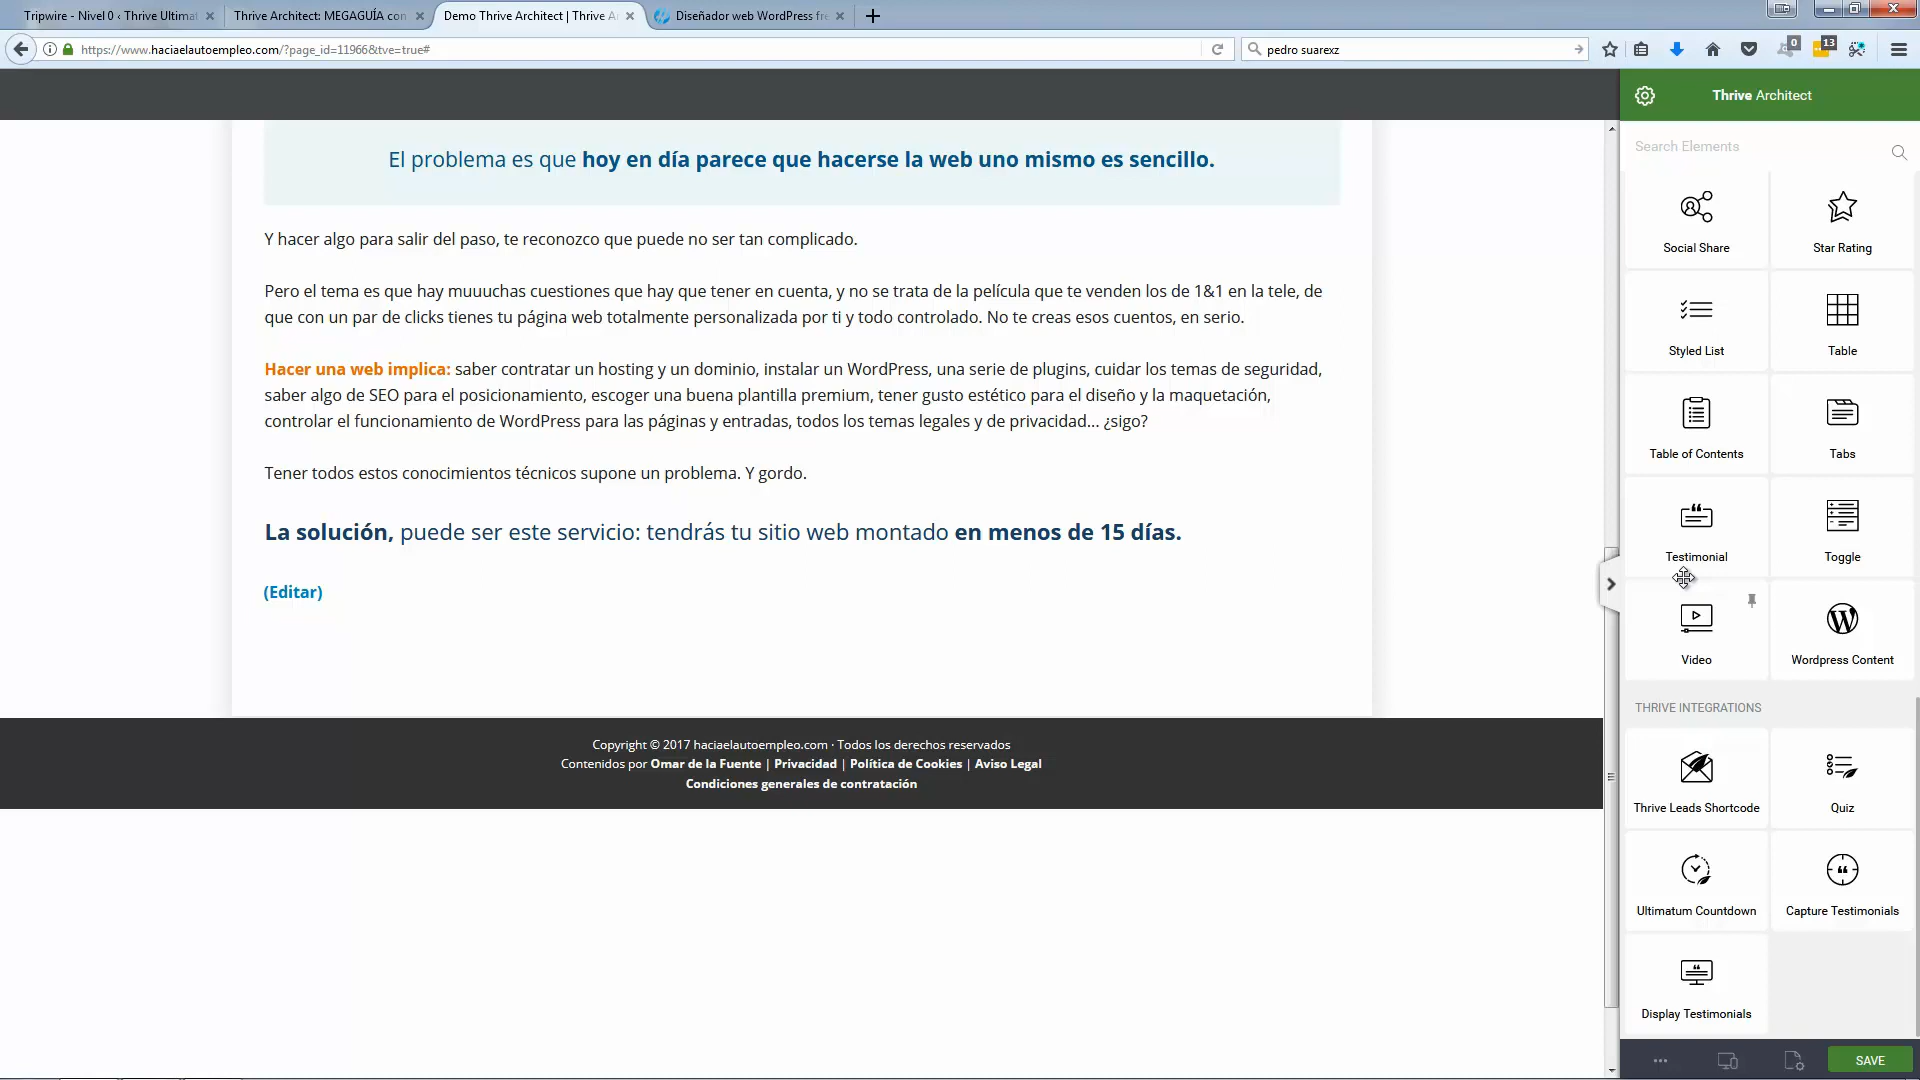 Tripwire - Nivel 0 ‹ Thrive Ultimat
Thrive Architect: MEGAGUÍA con
Demo Thrive Architect | Thrive A
Diseñador web WordPress fre
https://www.haciaelautoempleo.com/?page_id=11966&tve=true#
pedro suarexz
0
13
Thrive Architect
Search Elements
El problema es que hoy en día parece que hacerse la web uno mismo es sencillo.
Y hacer algo para salir del paso, te reconozco que puede no ser tan complicado.
Pero el tema es que hay muuuchas cuestiones que hay que tener en cuenta, y no se trata de la película que te venden los de 1&1 en la tele, de
que con un par de clicks tienes tu página web totalmente personalizada por ti y todo controlado. No te creas esos cuentos, en serio.
Hacer una web implica: saber contratar un hosting y un dominio, instalar un WordPress, una serie de plugins, cuidar los temas de seguridad,
saber algo de SEO para el posicionamiento, escoger una buena plantilla premium, tener gusto estético para el diseño y la maquetación,
controlar el funcionamiento de WordPress para las páginas y entradas, todos los temas legales y de privacidad... ¿sigo?
Tener todos estos conocimientos técnicos supone un problema. Y gordo.
La solución, puede ser este servicio: tendrás tu sitio web montado en menos de 15 días.
(Editar)
Copyright © 2017 haciaelautoempleo.com · Todos los derechos reservados
Contenidos por Omar de la Fuente | Privacidad | Política de Cookies | Aviso Legal
Condiciones generales de contratación
Social Share
Star Rating
Styled List
Table
Table of Contents
Tabs
Testimonial
Toggle
Video
Wordpress Content
THRIVE INTEGRATIONS
Thrive Leads Shortcode
Quiz
Ultimatum Countdown
Capture Testimonials
Display Testimonials
SAVE